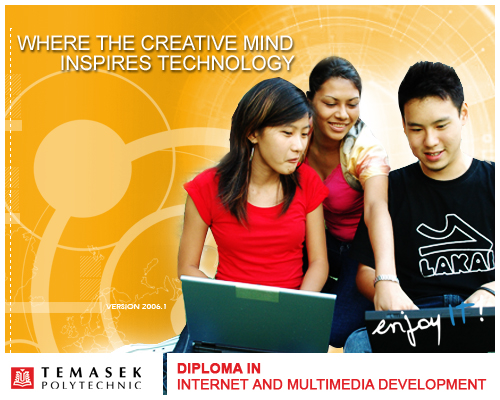 WHERE THE CREATIVE MIND
INSPIRES TECHNOLOGY
LAKAI
VERSION 2006.1
enjoy IT!
TEMASEK
POLYTECHNIC
DIPLOMA IN
INTERNET AND MULTIMEDIA DEVELOPMENT